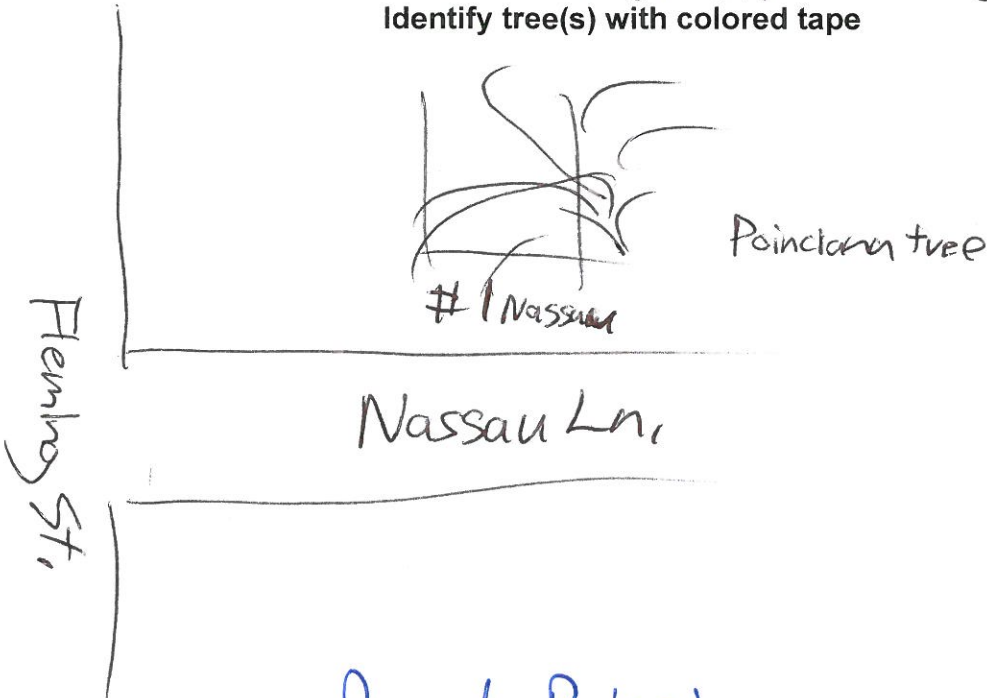 Identify tree(s) with colored tape
Poinciana tree
#1 Nassau
Nassau Ln.
Fleming St.